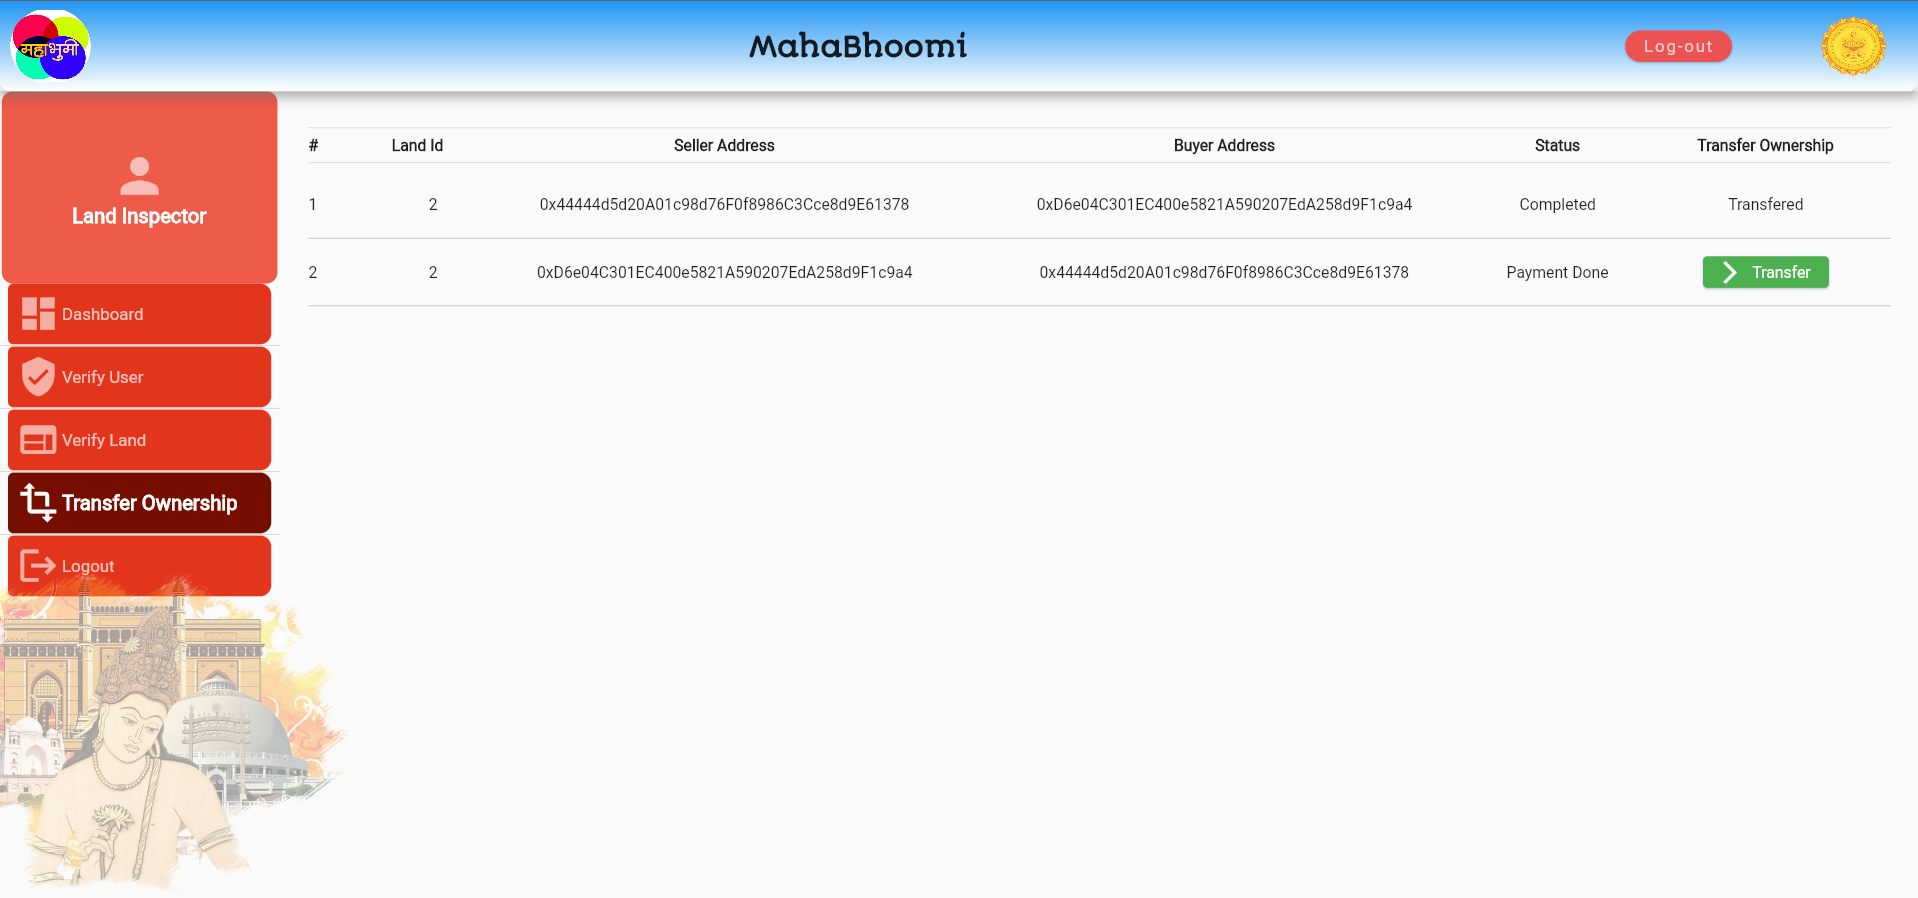 महाभुमी
MahaBhoomi
Log-out
Land Inspector
Dashboard
Verify User
Verify Land
Transfer Ownership
Logout
# Land Id Seller Address Buyer Address Status Transfer Ownership
1 2 0x44444d5d20A01c98d76F0f8986C3Cce8d9E61378 0xD6e04C301EC400e5821A590207EdA258d9F1c9a4 Completed Transfered
2 2 0xD6e04C301EC400e5821A590207EdA258d9F1c9a4 0x44444d5d20A01c98d76F0f8986C3Cce8d9E61378 Payment Done Transfer